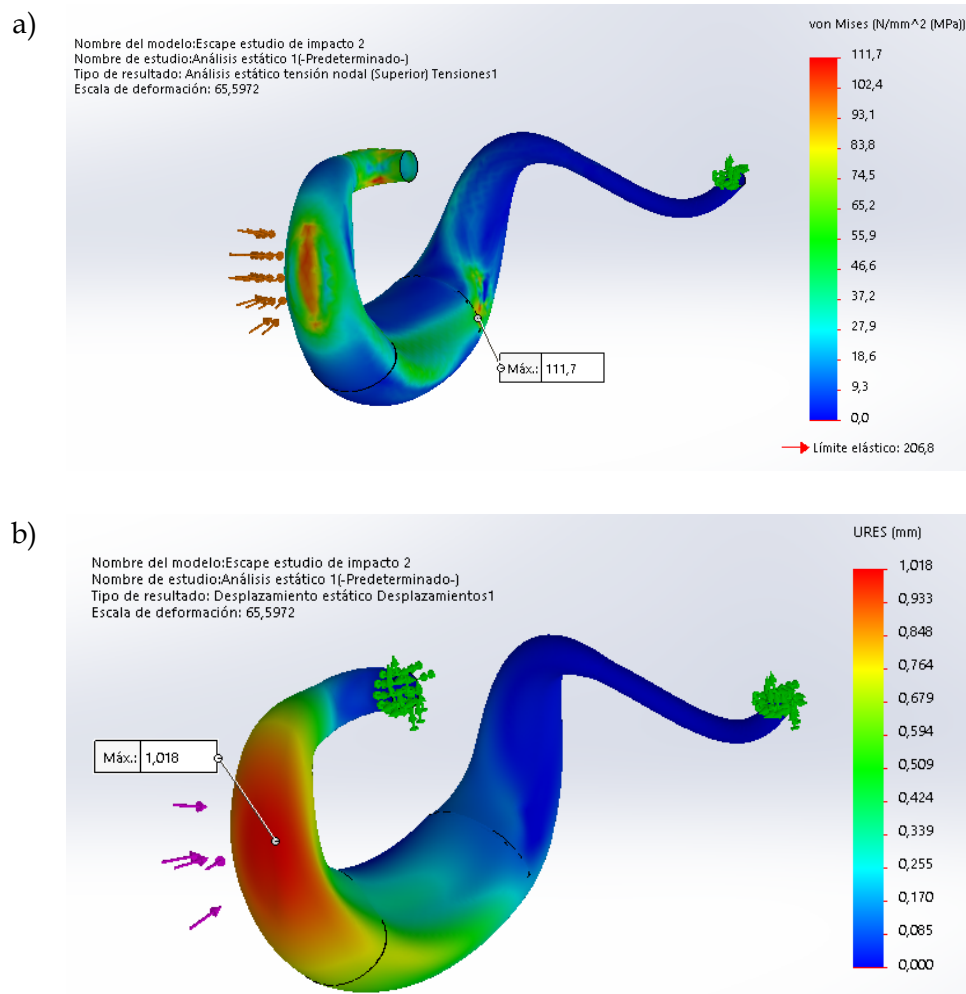 a)
von Mises (N/mm^2 (MPa))
Nombre del modelo:Escape estudio de impacto 2
Nombre de estudio:Análisis estático 1(-Predeterminado-)
Tipo de resultado: Análisis estático tensión nodal (Superior) Tensiones1
Escala de deformación: 65,5972
111,7
102,4
93,1
83,8
74,5
65,2
55,9
46,6
37,2
27,9
18,6
9,3
0,0
Máx.: 111,7
Límite elástico: 206,8
b)
URES (mm)
Nombre del modelo:Escape estudio de impacto 2
Nombre de estudio:Análisis estático 1(-Predeterminado-)
Tipo de resultado: Desplazamiento estático Desplazamientos1
Escala de deformación: 65,5972
1,018
0,933
0,848
0,764
0,679
0,594
0,509
0,424
0,339
0,255
0,170
0,085
0,000
Máx.: 1,018